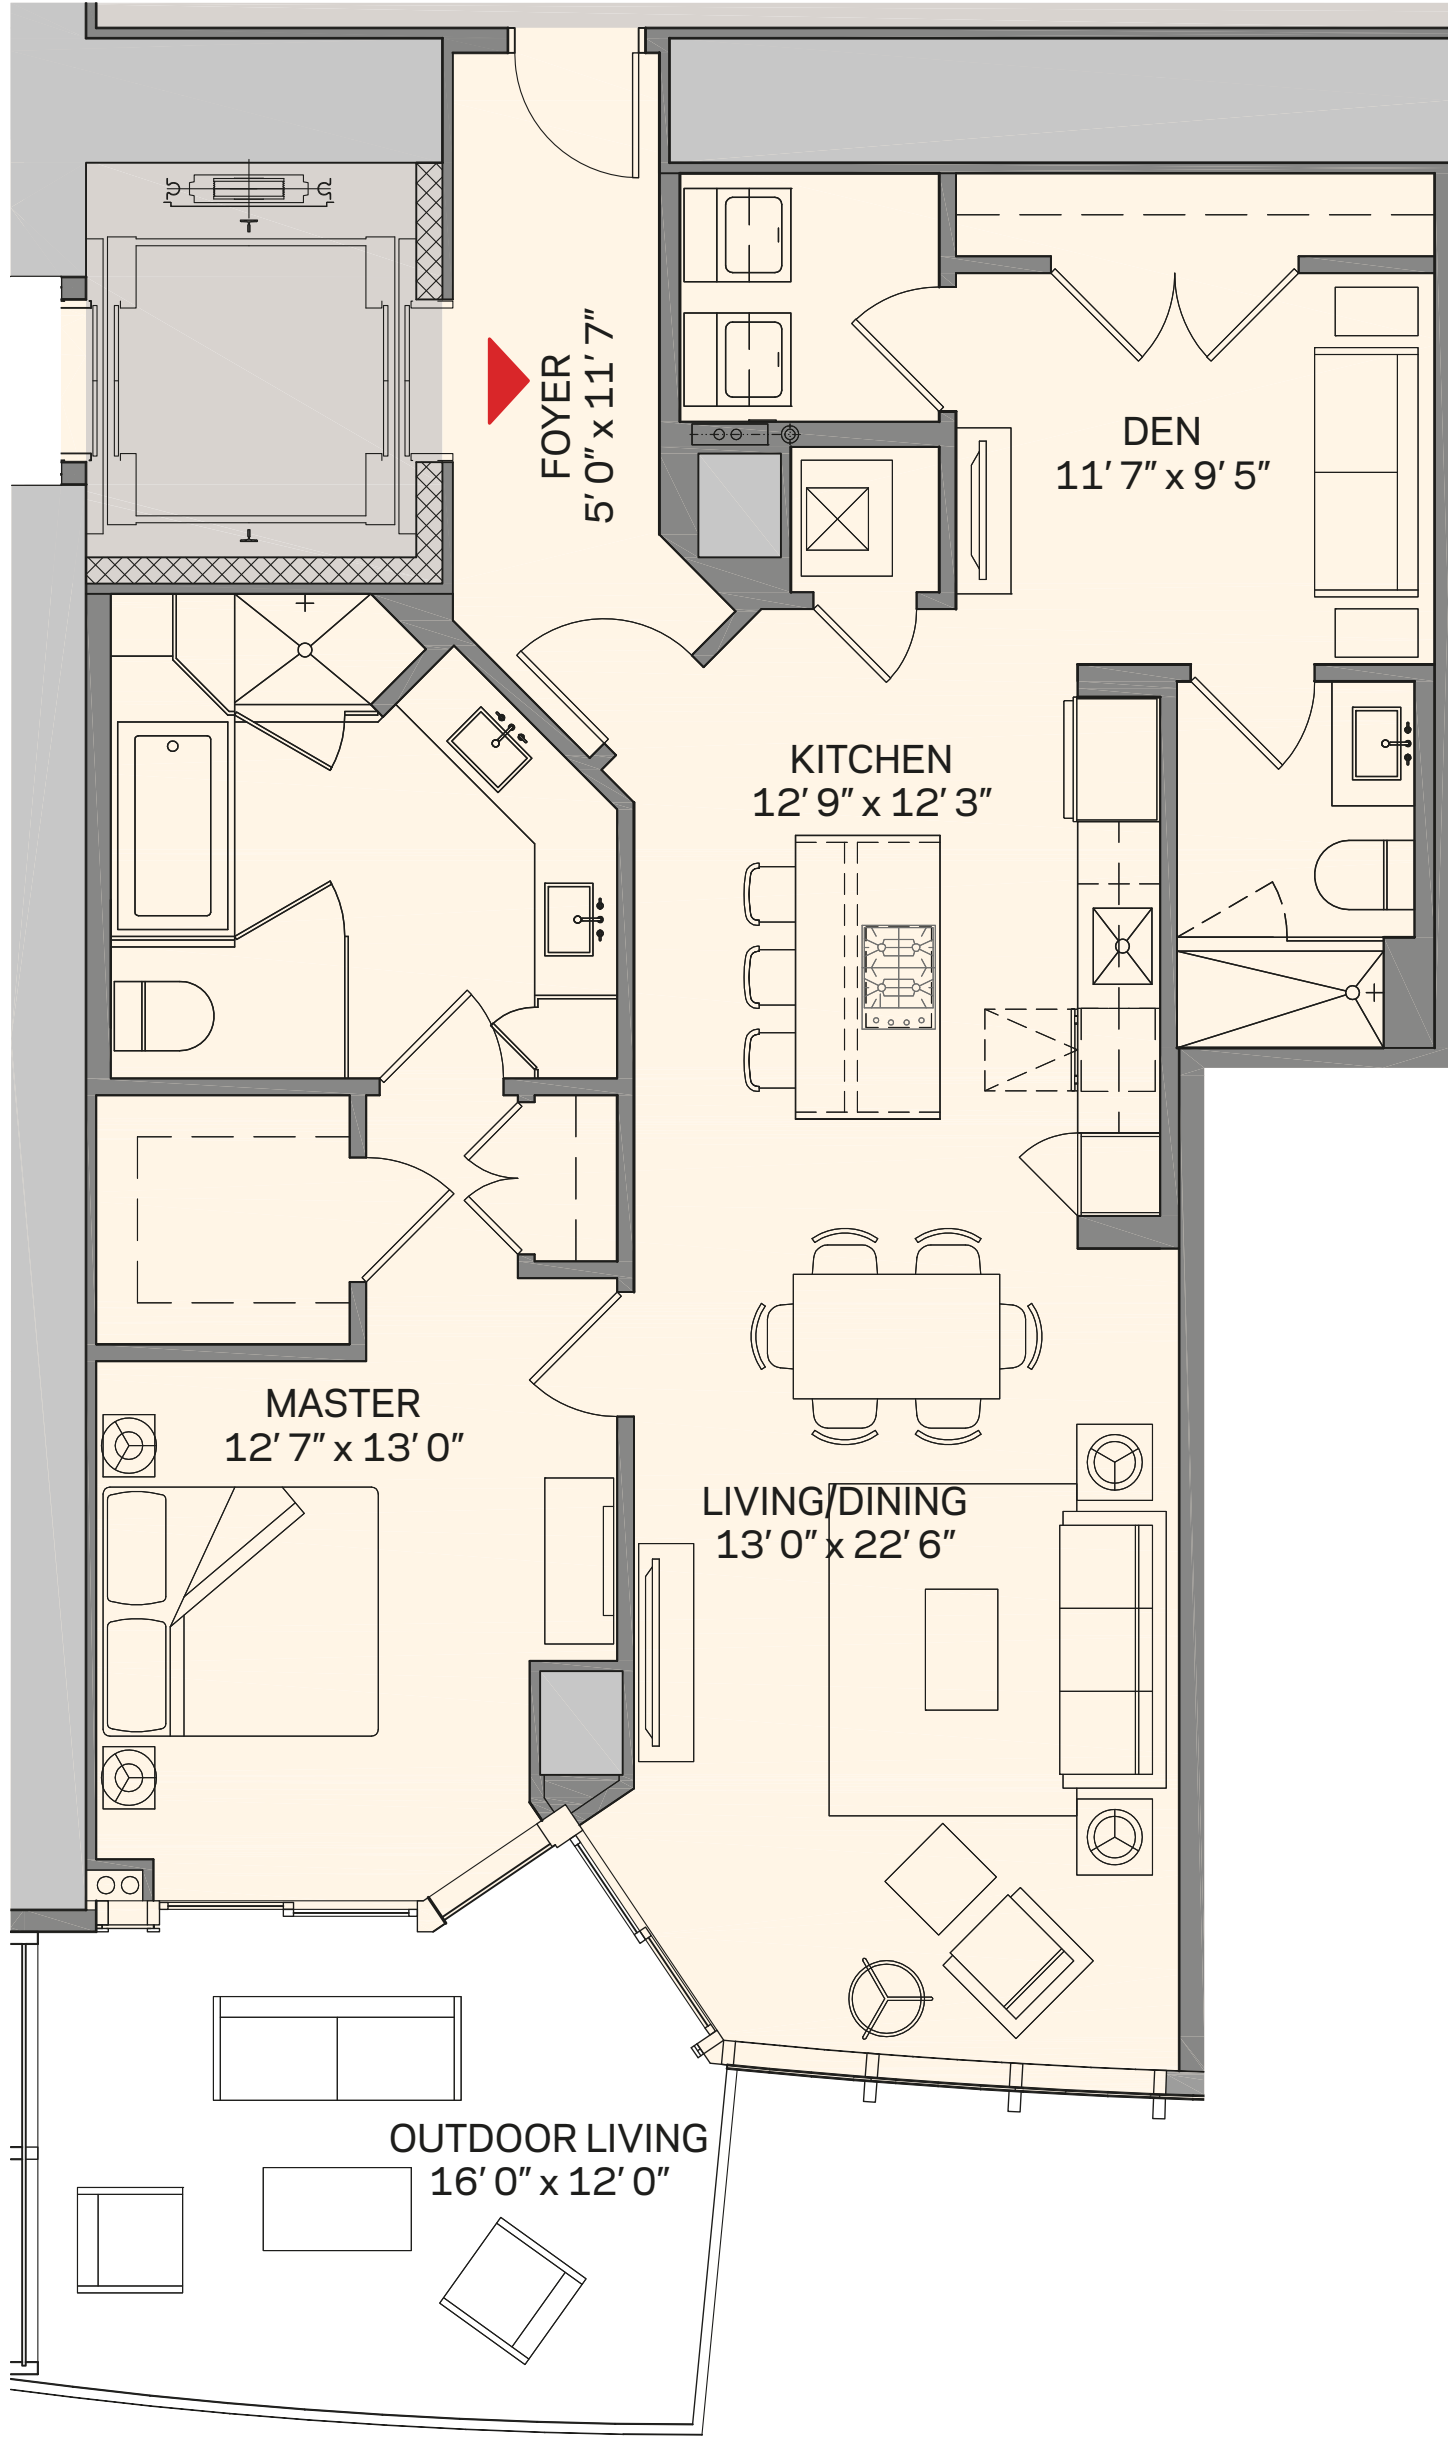 FOYER
5' 0" x 11' 7"
DEN
11' 7" x 9' 5"
KITCHEN
12' 9" x 12' 3"
MASTER
12' 7" x 13' 0"
LIVING/DINING
13' 0" x 22' 6"
OUTDOOR LIVING
16' 0" x 12' 0"